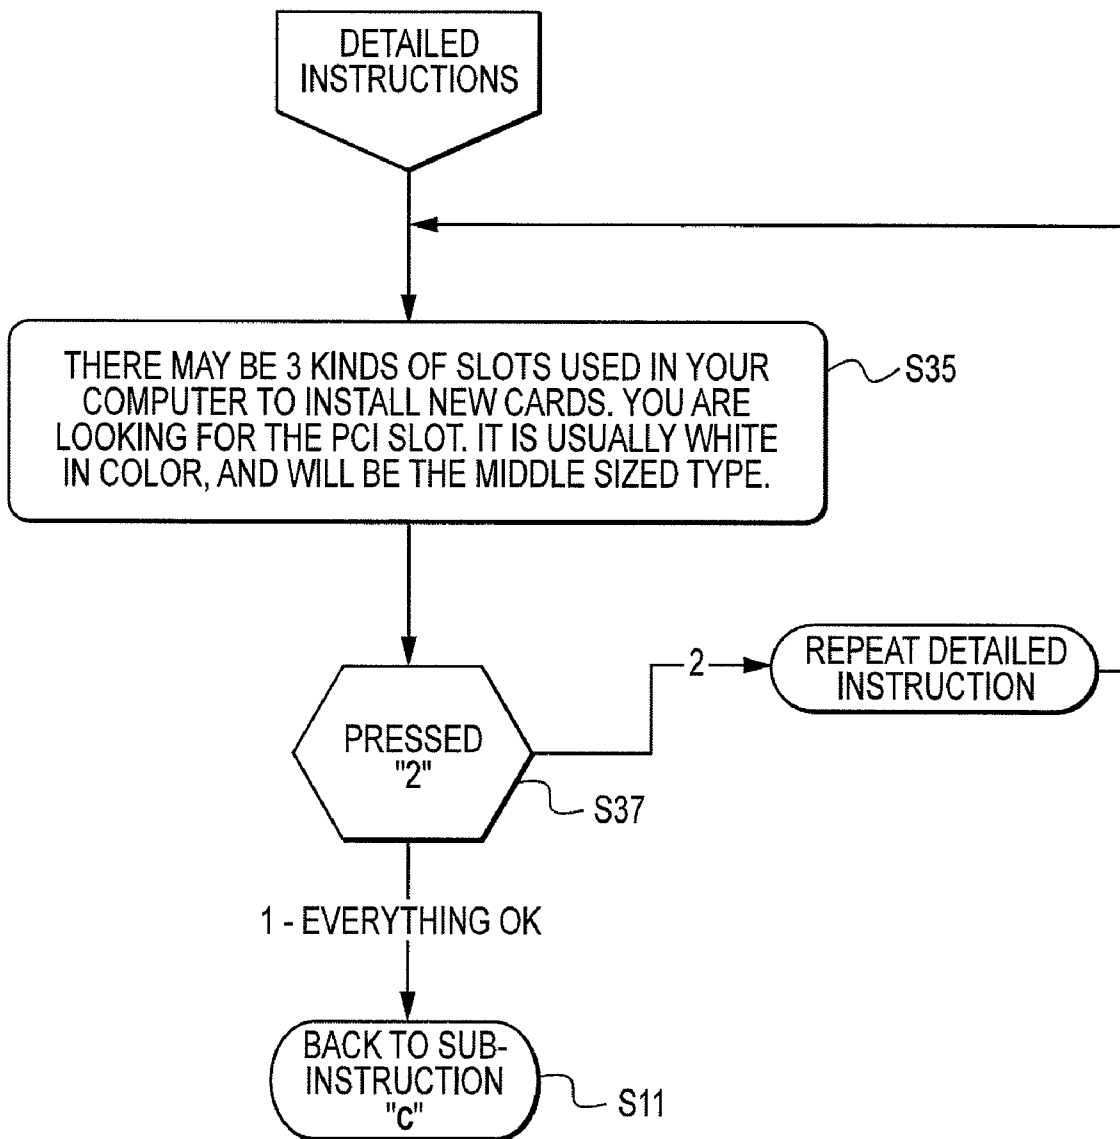 DETAILED
INSTRUCTIONS
THERE MAY BE 3 KINDS OF SLOTS USED IN YOUR
COMPUTER TO INSTALL NEW CARDS. YOU ARE
LOOKING FOR THE PCI SLOT. IT IS USUALLY WHITE
IN COLOR, AND WILL BE THE MIDDLE SIZED TYPE.
S35
PRESSED
"2"
S37
2
REPEAT DETAILED
INSTRUCTION
1 - EVERYTHING OK
BACK TO SUB-
INSTRUCTION
"c"
S11